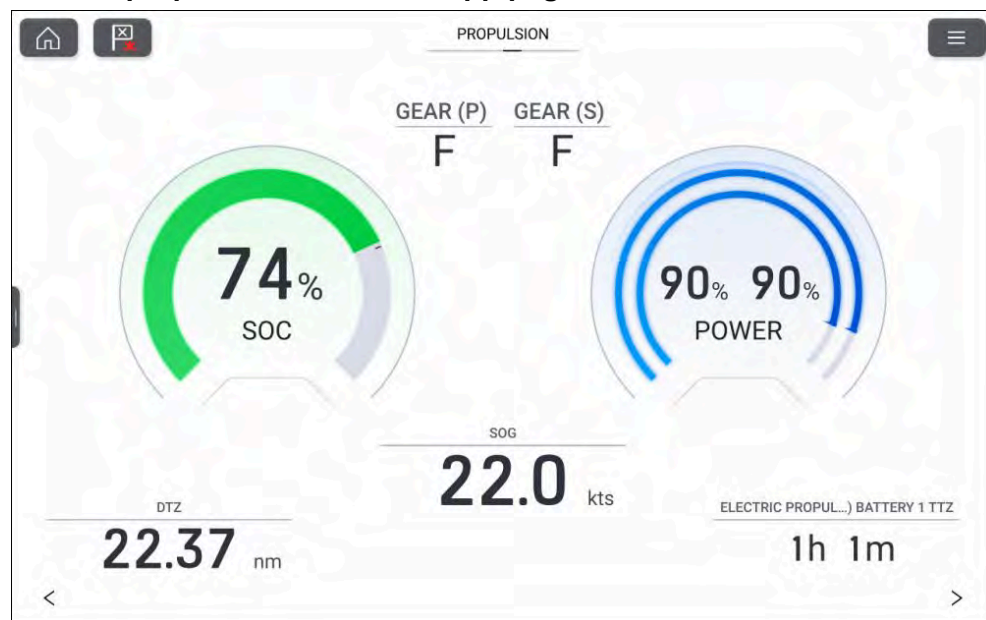 PROPULSION
GEAR (P) GEAR (S)
F F
74%
SOC
90% 90%
POWER
SOG
22.0 kts
DTZ
22.37 nm
ELECTRIC PROPUL...) BATTERY 1 TTZ
1h 1m